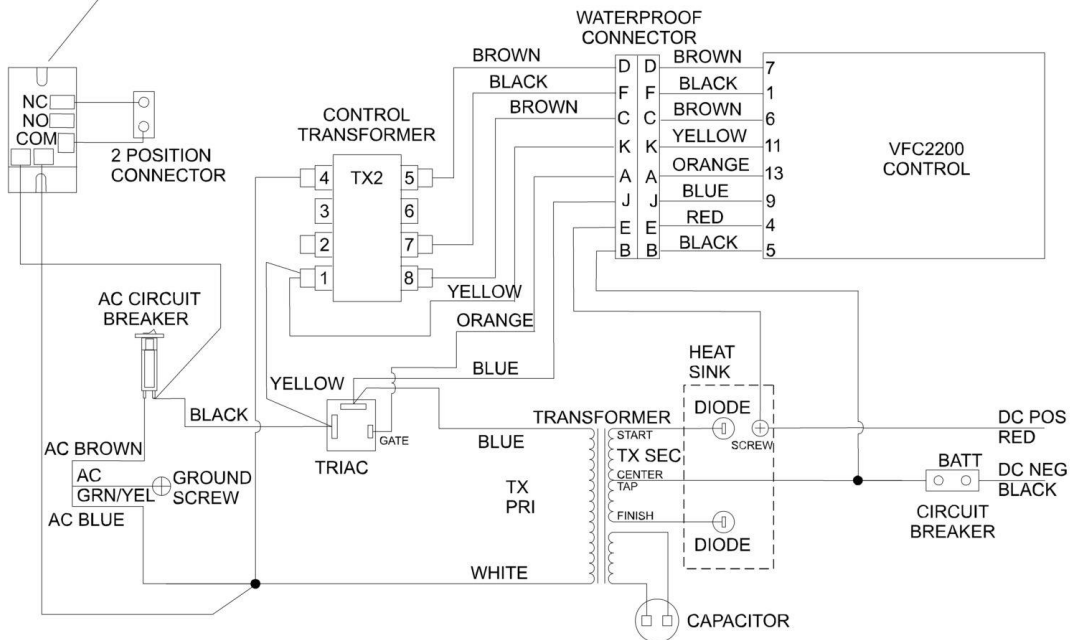 WATERPROOF
CONNECTOR
NC
NO
COM
2 POSITION
CONNECTOR
CONTROL
TRANSFORMER
TX2
4
3
2
1
5
6
7
8
BROWN
BLACK
BROWN
D D
F F
C C
K K
A A
J J
E E
B B
BROWN 7
BLACK 1
BROWN 6
YELLOW 11
ORANGE 13
BLUE 9
RED 4
BLACK 5
VFC2200
CONTROL
AC CIRCUIT
BREAKER
YELLOW
ORANGE
BLUE
YELLOW
BLACK
GATE
TRIAC
BLUE
AC BROWN
AC
GRN/YEL
GROUND
SCREW
AC BLUE
WHITE
TRANSFORMER
START
TX SEC
CENTER
TAP
FINISH
TX
PRI
HEAT
SINK
DIODE
SCREW
DIODE
DC POS
RED
BATT
DC NEG
BLACK
CIRCUIT
BREAKER
CAPACITOR